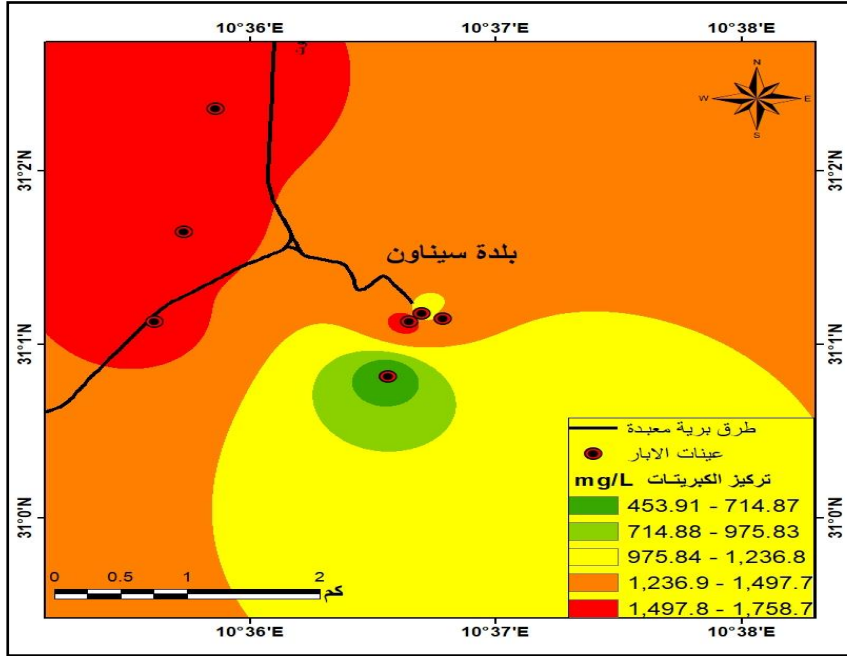 10°36'E 10°37'E 10°38'E
N
W E
S
31°2'N 31°2'N
بلدة سيناون
31°1'N 31°1'N
طرق برية معبدة
عينات الابار
تركيز الكبريتات mg/L
453.91 - 714.87
714.88 - 975.83
975.84 - 1,236.8
1,236.9 - 1,497.7
1,497.8 - 1,758.7
31°0'N 31°0'N
0 0.5 1 2
كم
10°36'E 10°37'E 10°38'E